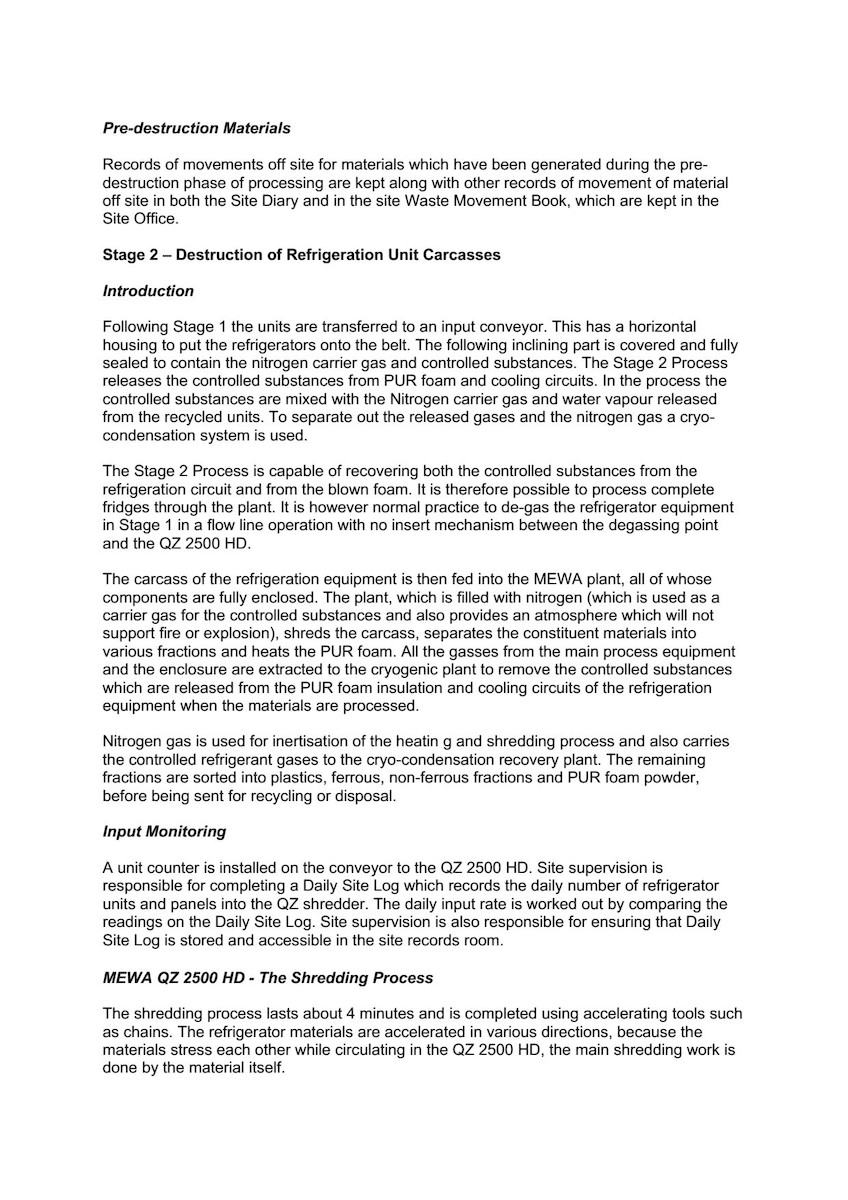 Pre-destruction Materials
Records of movements off site for materials which have been generated during the pre-
destruction phase of processing are kept along with other records of movement of material
off site in both the Site Diary and in the site Waste Movement Book, which are kept in the
Site Office.
Stage 2 – Destruction of Refrigeration Unit Carcasses
Introduction
Following Stage 1 the units are transferred to an input conveyor. This has a horizontal
housing to put the refrigerators onto the belt. The following inclining part is covered and fully
sealed to contain the nitrogen carrier gas and controlled substances. The Stage 2 Process
releases the controlled substances from PUR foam and cooling circuits. In the process the
controlled substances are mixed with the Nitrogen carrier gas and water vapour released
from the recycled units. To separate out the released gases and the nitrogen gas a cryo-
condensation system is used.
The Stage 2 Process is capable of recovering both the controlled substances from the
refrigeration circuit and from the blown foam. It is therefore possible to process complete
fridges through the plant. It is however normal practice to de-gas the refrigerator equipment
in Stage 1 in a flow line operation with no insert mechanism between the degassing point
and the QZ 2500 HD.
The carcass of the refrigeration equipment is then fed into the MEWA plant, all of whose
components are fully enclosed. The plant, which is filled with nitrogen (which is used as a
carrier gas for the controlled substances and also provides an atmosphere which will not
support fire or explosion), shreds the carcass, separates the constituent materials into
various fractions and heats the PUR foam. All the gasses from the main process equipment
and the enclosure are extracted to the cryogenic plant to remove the controlled substances
which are released from the PUR foam insulation and cooling circuits of the refrigeration
equipment when the materials are processed.
Nitrogen gas is used for inertisation of the heatin g and shredding process and also carries
the controlled refrigerant gases to the cryo-condensation recovery plant. The remaining
fractions are sorted into plastics, ferrous, non-ferrous fractions and PUR foam powder,
before being sent for recycling or disposal.
Input Monitoring
A unit counter is installed on the conveyor to the QZ 2500 HD. Site supervision is
responsible for completing a Daily Site Log which records the daily number of refrigerator
units and panels into the QZ shredder. The daily input rate is worked out by comparing the
readings on the Daily Site Log. Site supervision is also responsible for ensuring that Daily
Site Log is stored and accessible in the site records room.
MEWA QZ 2500 HD - The Shredding Process
The shredding process lasts about 4 minutes and is completed using accelerating tools such
as chains. The refrigerator materials are accelerated in various directions, because the
materials stress each other while circulating in the QZ 2500 HD, the main shredding work is
done by the material itself.